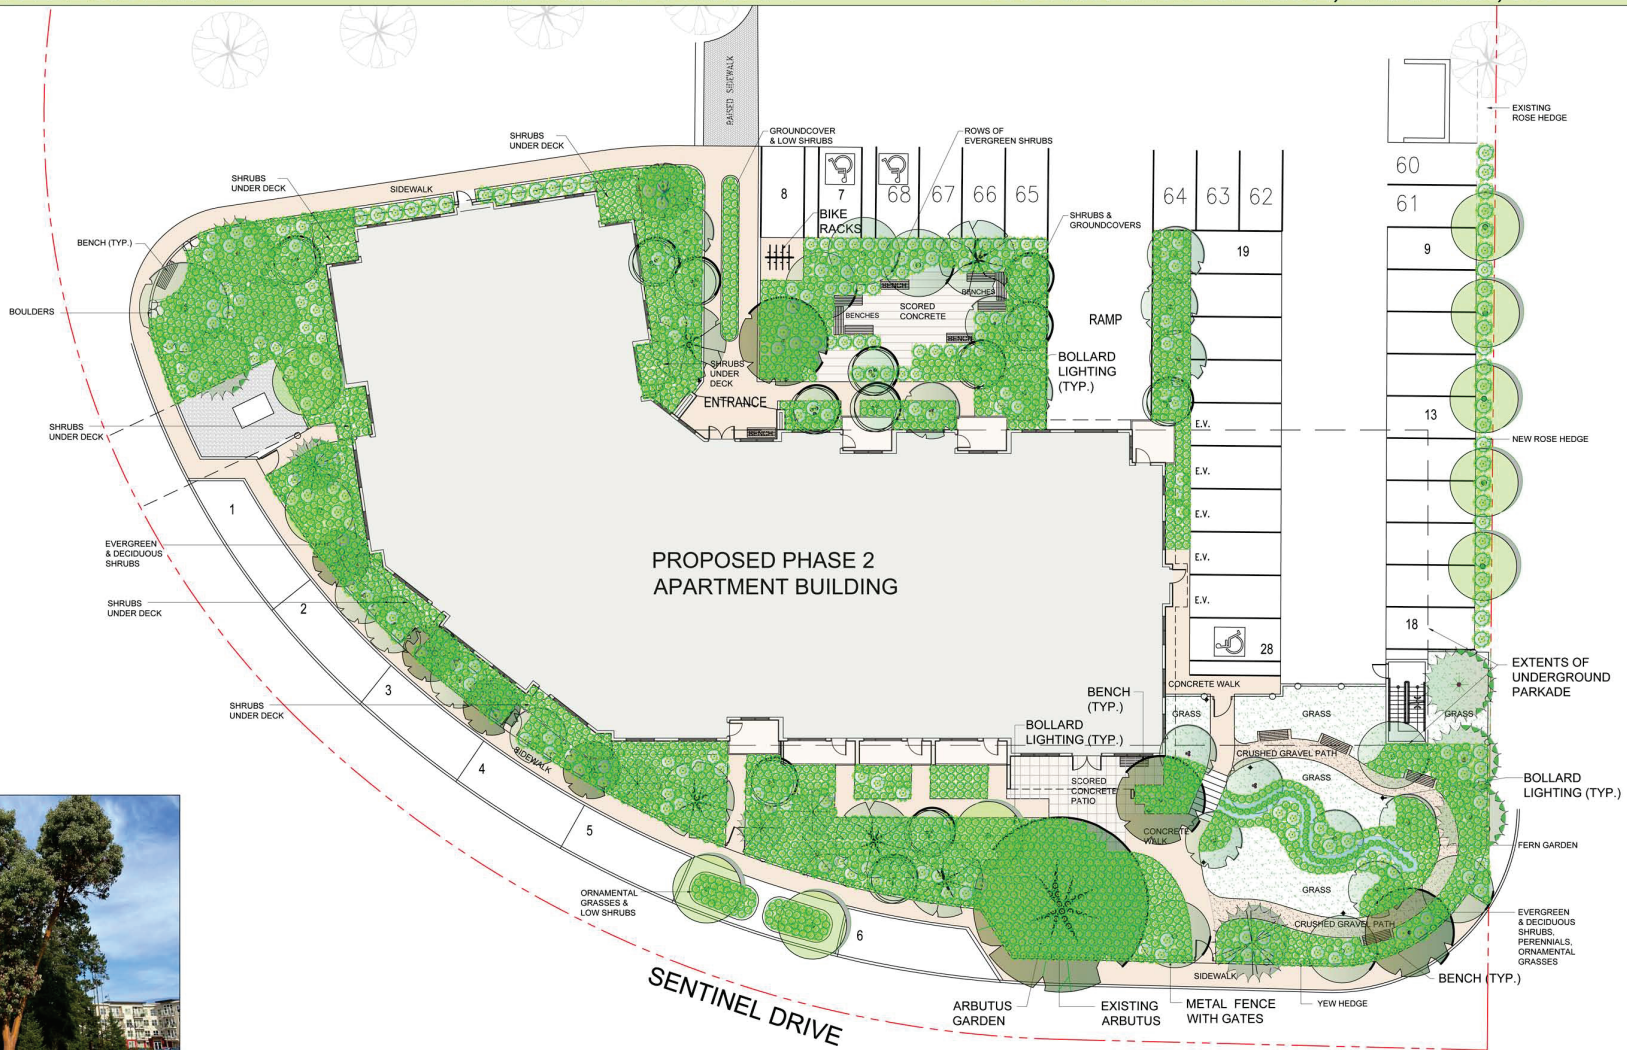 RAISED SIDEWALK
EXISTING
ROSE HEDGE
SHRUBS
UNDER DECK
GROUNDCOVER
& LOW SHRUBS
ROWS OF
EVERGREEN SHRUBS
60
61
SHRUBS
UNDER DECK
SIDEWALK
8
7
68
67
66
65
64
63
62
BIKE
RACKS
SHRUBS &
GROUNDCOVERS
BENCH (TYP.)
19
9
BENCH
BENCHES
BENCHES
SCORED
CONCRETE
BENCH
BOULDERS
RAMP
BOLLARD
LIGHTING
(TYP.)
SHRUBS
UNDER
DECK
ENTRANCE
BENCH
SHRUBS
UNDER DECK
E.V.
13
NEW ROSE HEDGE
E.V.
1
E.V.
EVERGREEN
& DECIDUOUS
SHRUBS
PROPOSED PHASE 2
APARTMENT BUILDING
E.V.
E.V.
SHRUBS
UNDER DECK
2
28
18
EXTENTS OF
UNDERGROUND
PARKADE
3
CONCRETE WALK
BENCH
(TYP.)
SHRUBS
UNDER DECK
GRASS
GRASS
GRASS
BOLLARD
LIGHTING (TYP.)
SIDEWALK
4
CRUSHED GRAVEL PATH
GRASS
SCORED
CONCRETE
PATIO
BOLLARD
LIGHTING (TYP.)
5
CONCRETE
WALK
FERN GARDEN
ORNAMENTAL
GRASSES &
LOW SHRUBS
GRASS
6
CRUSHED GRAVEL PATH
EVERGREEN
& DECIDUOUS
SHRUBS,
PERENNIALS,
ORNAMENTAL
GRASSES
SIDEWALK
BENCH (TYP.)
SENTINEL DRIVE
ARBUTUS
GARDEN
EXISTING
ARBUTUS
METAL FENCE
WITH GATES
YEW HEDGE